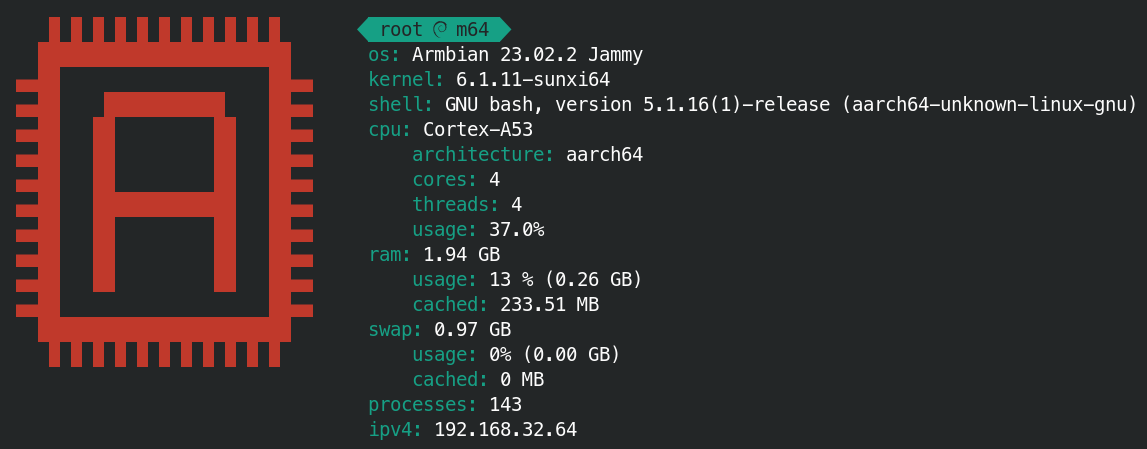 root @ m64
os: Armbian 23.02.2 Jammy
kernel: 6.1.11-sunxi64
shell: GNU bash, version 5.1.16(1)-release (aarch64-unknown-linux-gnu)
cpu: Cortex-A53
architecture: aarch64
cores: 4
threads: 4
usage: 37.0%
ram: 1.94 GB
usage: 13 % (0.26 GB)
cached: 233.51 MB
swap: 0.97 GB
usage: 0% (0.00 GB)
cached: 0 MB
processes: 143
ipv4: 192.168.32.64